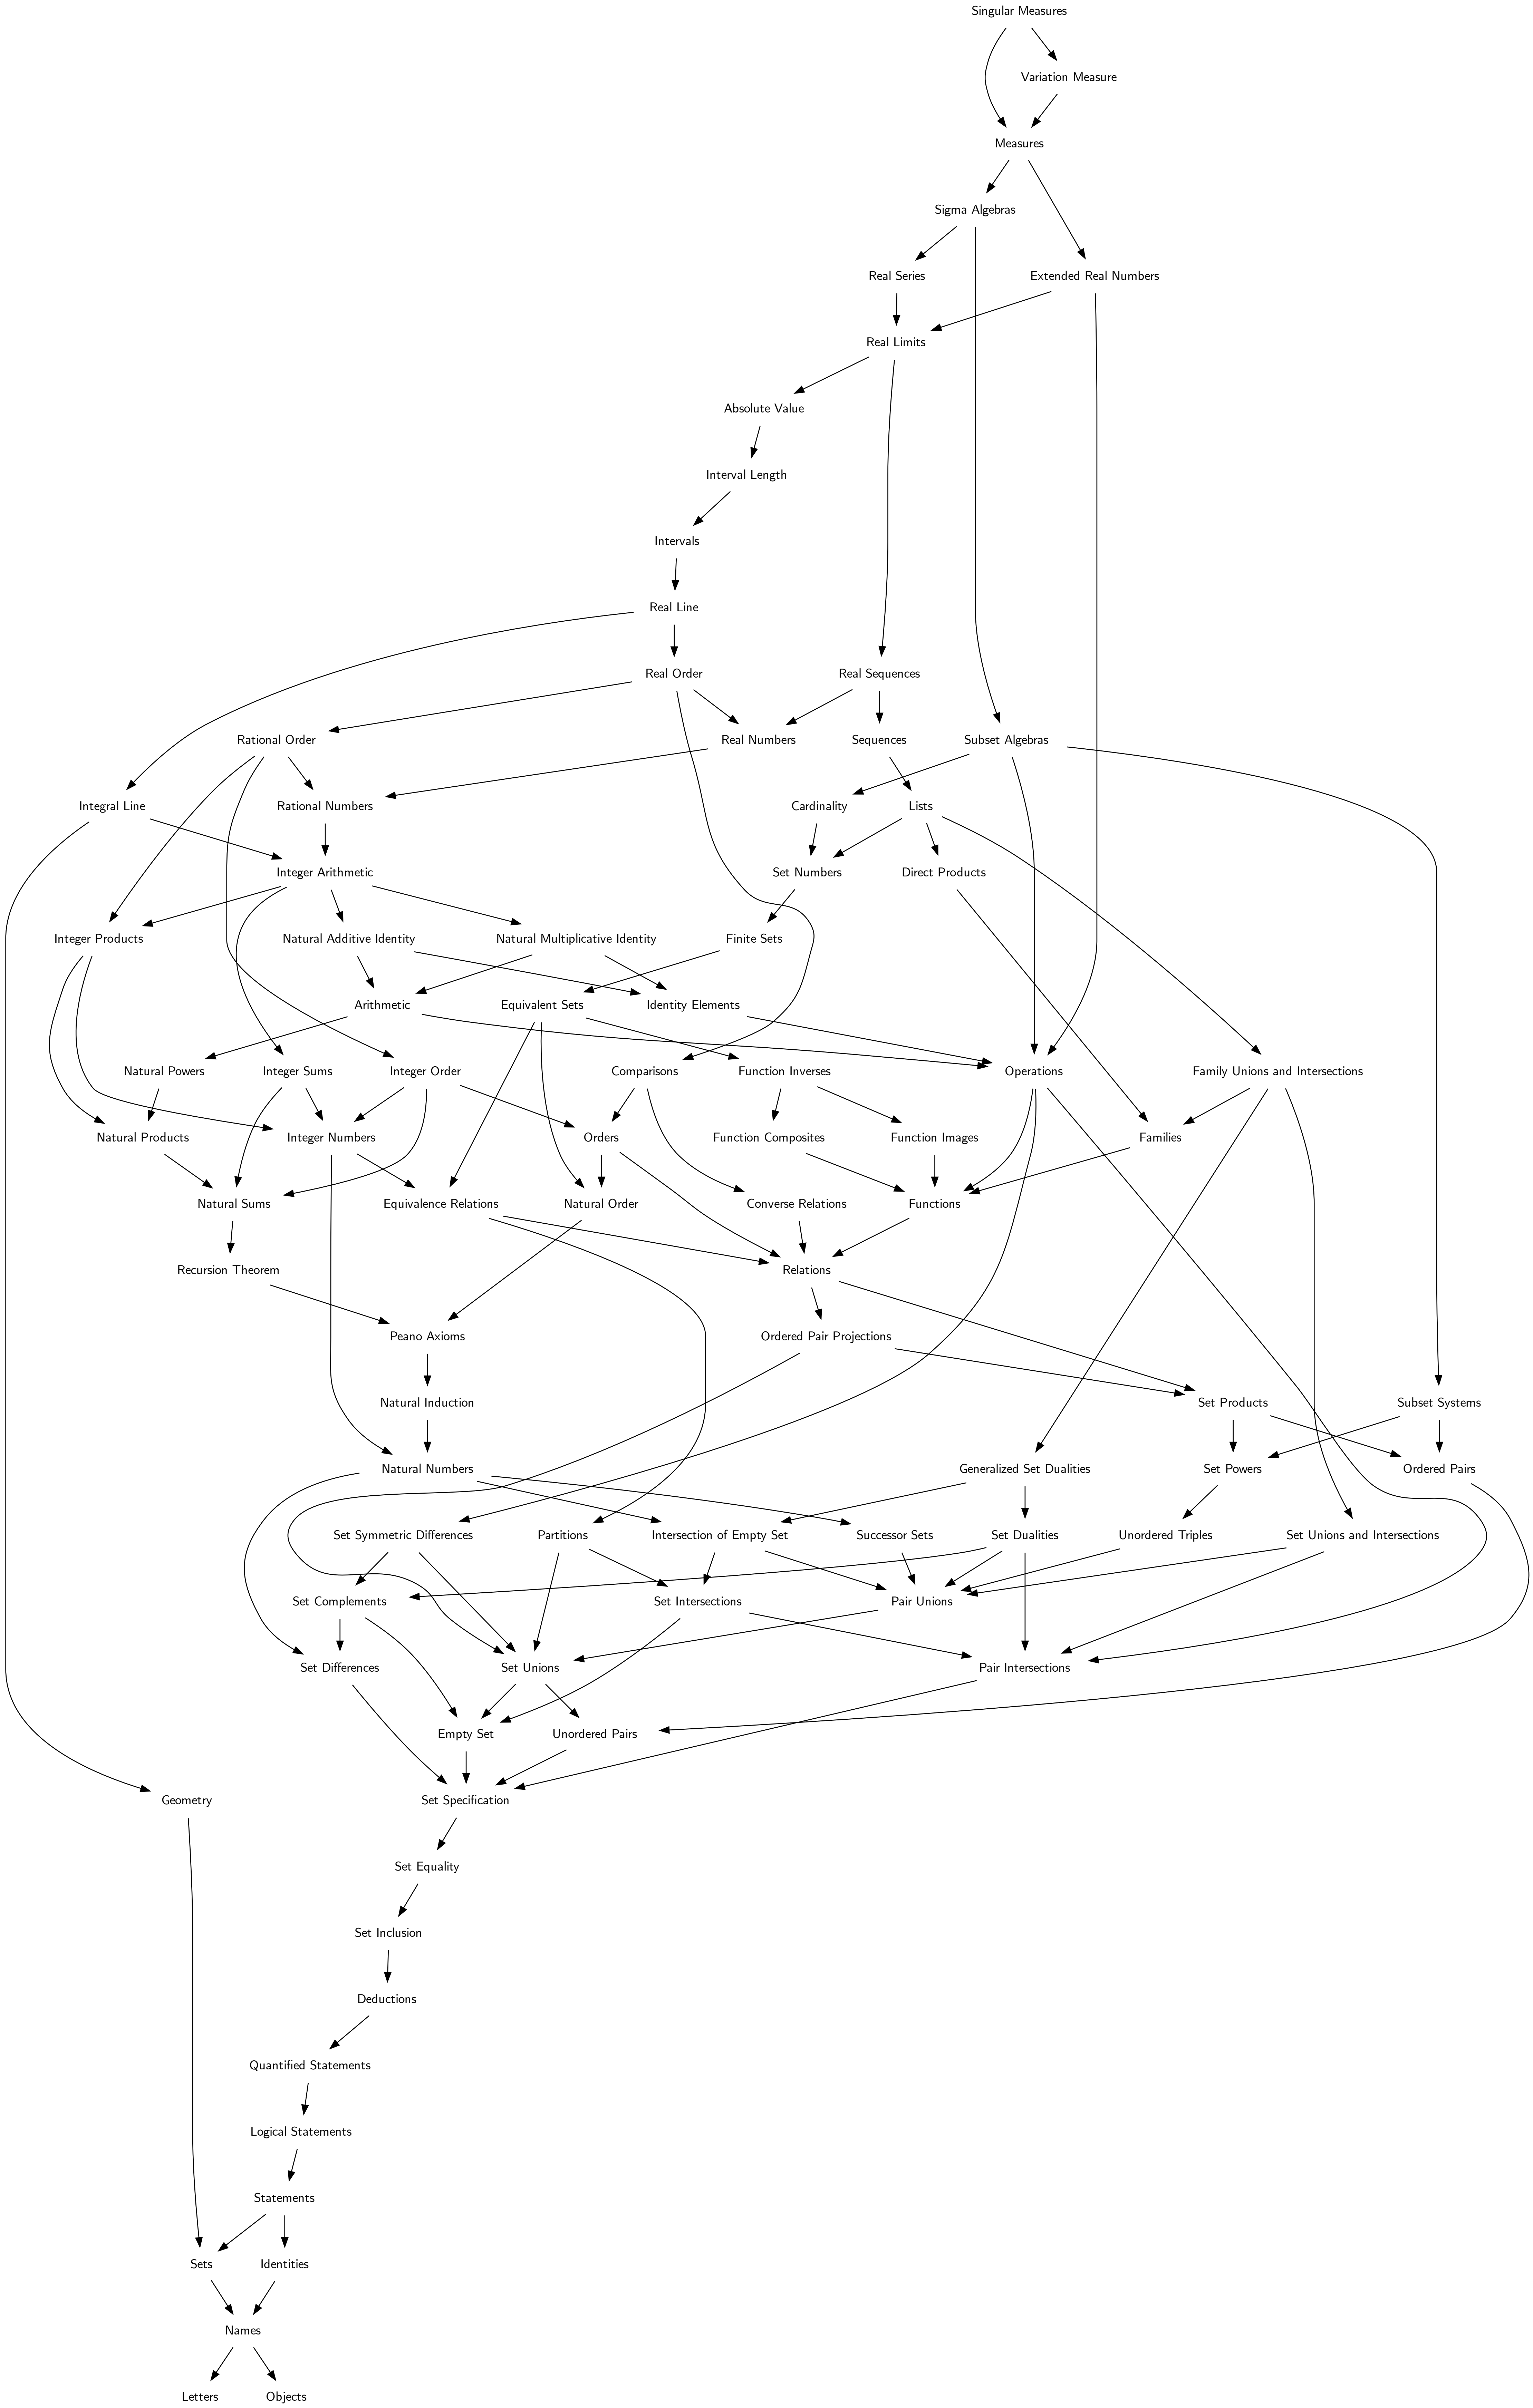 Singular Measures
Variation Measure
Measures
Sigma Algebras
Real Series
Extended Real Numbers
Real Limits
Absolute Value
Interval Length
Intervals
Real Line
Real Order
Real Sequences
Rational Order
Real Numbers
Sequences
Subset Algebras
Integral Line
Rational Numbers
Cardinality
Lists
Integer Arithmetic
Set Numbers
Direct Products
Integer Products
Natural Additive Identity
Natural Multiplicative Identity
Finite Sets
Arithmetic
Equivalent Sets
Identity Elements
Natural Powers
Integer Sums
Integer Order
Comparisons
Function Inverses
Operations
Family Unions and Intersections
Natural Products
Integer Numbers
Orders
Function Composites
Function Images
Families
Natural Sums
Equivalence Relations
Natural Order
Converse Relations
Functions
Recursion Theorem
Relations
Peano Axioms
Ordered Pair Projections
Natural Induction
Set Products
Subset Systems
Natural Numbers
Generalized Set Dualities
Set Powers
Ordered Pairs
Set Symmetric Differences
Partitions
Intersection of Empty Set
Successor Sets
Set Dualities
Unordered Triples
Set Unions and Intersections
Set Complements
Set Intersections
Pair Unions
Set Differences
Set Unions
Pair Intersections
Empty Set
Unordered Pairs
Geometry
Set Specification
Set Equality
Set Inclusion
Deductions
Quantified Statements
Logical Statements
Statements
Sets
Identities
Names
Letters
Objects